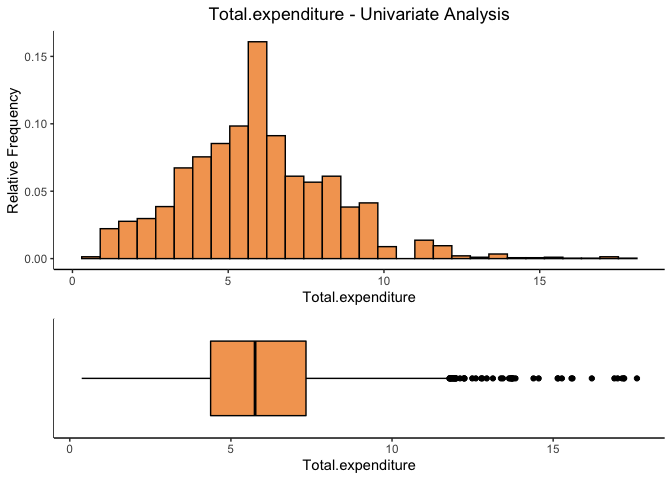 Total.expenditure - Univariate Analysis
Relative Frequency
0.15
0.10
0.05
0.00
0 5 10 15
Total.expenditure
0 5 10 15
Total.expenditure